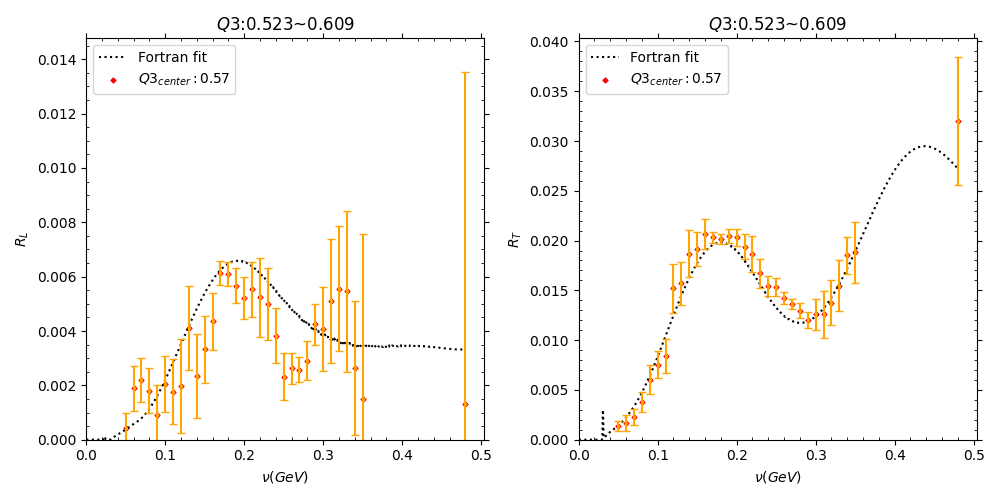 Q3:0.523~0.609
Fortran fit
Q3center: 0.57
0.014
0.012
0.010
0.008
0.006
0.004
0.002
0.000
RL
0.0 0.1 0.2 0.3 0.4 0.5
ν(GeV)
Q3:0.523~0.609
Fortran fit
Q3center: 0.57
0.040
0.035
0.030
0.025
0.020
0.015
0.010
0.005
0.000
RT
0.0 0.1 0.2 0.3 0.4 0.5
ν(GeV)